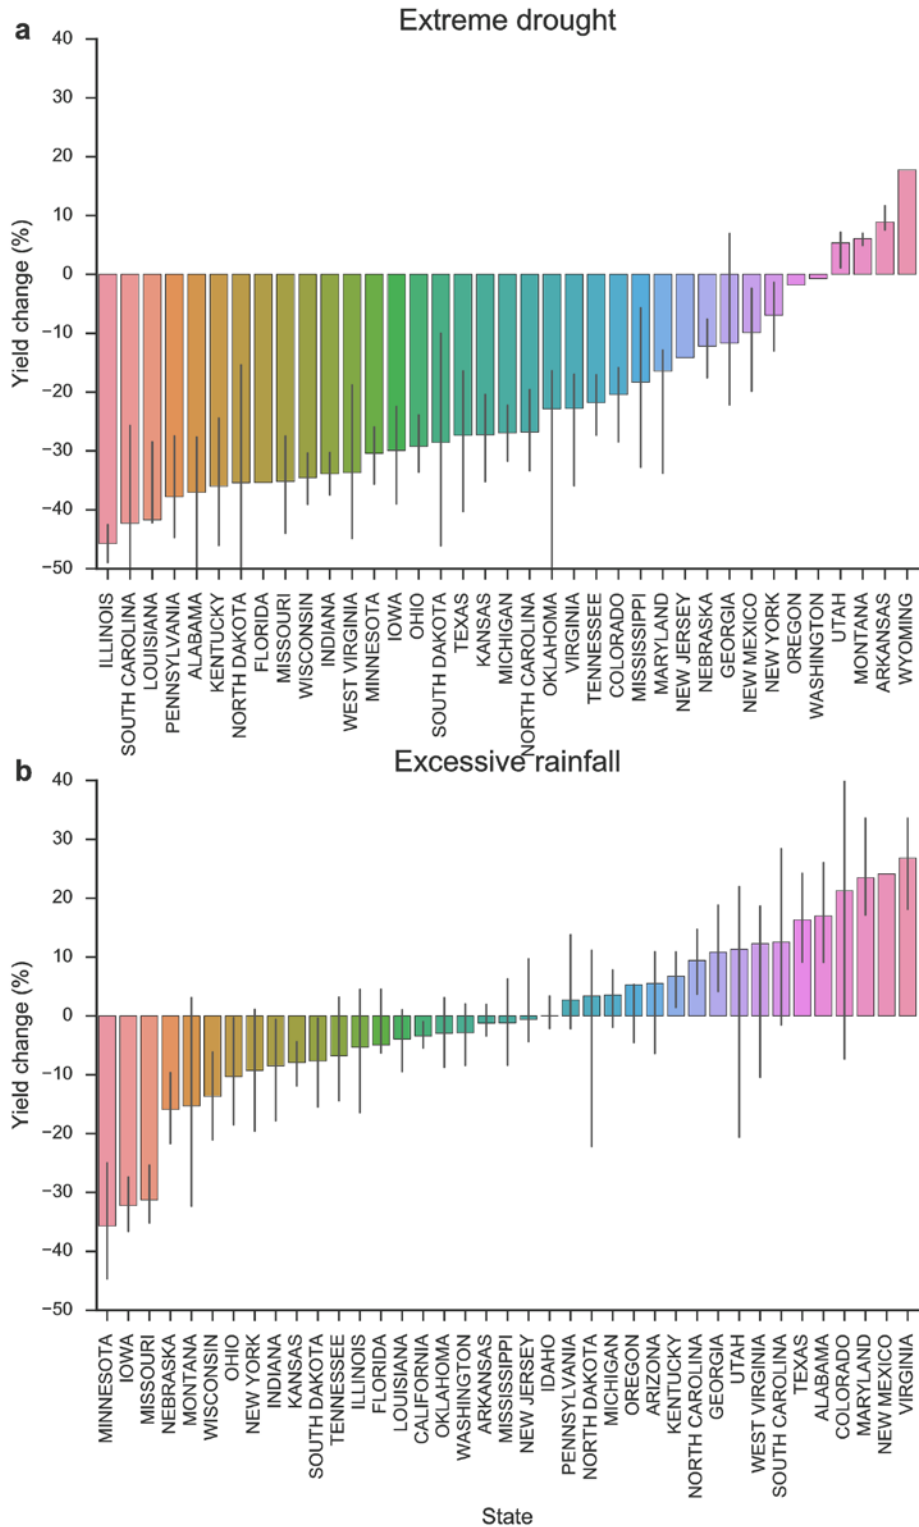 a Extreme drought
40
30
20
10
0
−10
−20
−30
−40
−50
Yield change (%)
ILLINOIS
SOUTH CAROLINA
LOUISIANA
PENNSYLVANIA
ALABAMA
KENTUCKY
NORTH DAKOTA
FLORIDA
MISSOURI
WISCONSIN
INDIANA
WEST VIRGINIA
MINNESOTA
IOWA
OHIO
SOUTH DAKOTA
TEXAS
KANSAS
MICHIGAN
NORTH CAROLINA
OKLAHOMA
VIRGINIA
TENNESSEE
COLORADO
MISSISSIPPI
MARYLAND
NEW JERSEY
NEBRASKA
GEORGIA
NEW MEXICO
NEW YORK
OREGON
WASHINGTON
UTAH
MONTANA
ARKANSAS
WYOMING
b Excessive rainfall
40
30
20
10
0
−10
−20
−30
−40
−50
Yield change (%)
MINNESOTA
IOWA
MISSOURI
NEBRASKA
MONTANA
WISCONSIN
OHIO
NEW YORK
INDIANA
KANSAS
SOUTH DAKOTA
TENNESSEE
ILLINOIS
FLORIDA
LOUISIANA
CALIFORNIA
OKLAHOMA
WASHINGTON
ARKANSAS
MISSISSIPPI
NEW JERSEY
IDAHO
PENNSYLVANIA
NORTH DAKOTA
MICHIGAN
OREGON
ARIZONA
KENTUCKY
NORTH CAROLINA
GEORGIA
UTAH
WEST VIRGINIA
SOUTH CAROLINA
TEXAS
ALABAMA
COLORADO
MARYLAND
NEW MEXICO
VIRGINIA
State